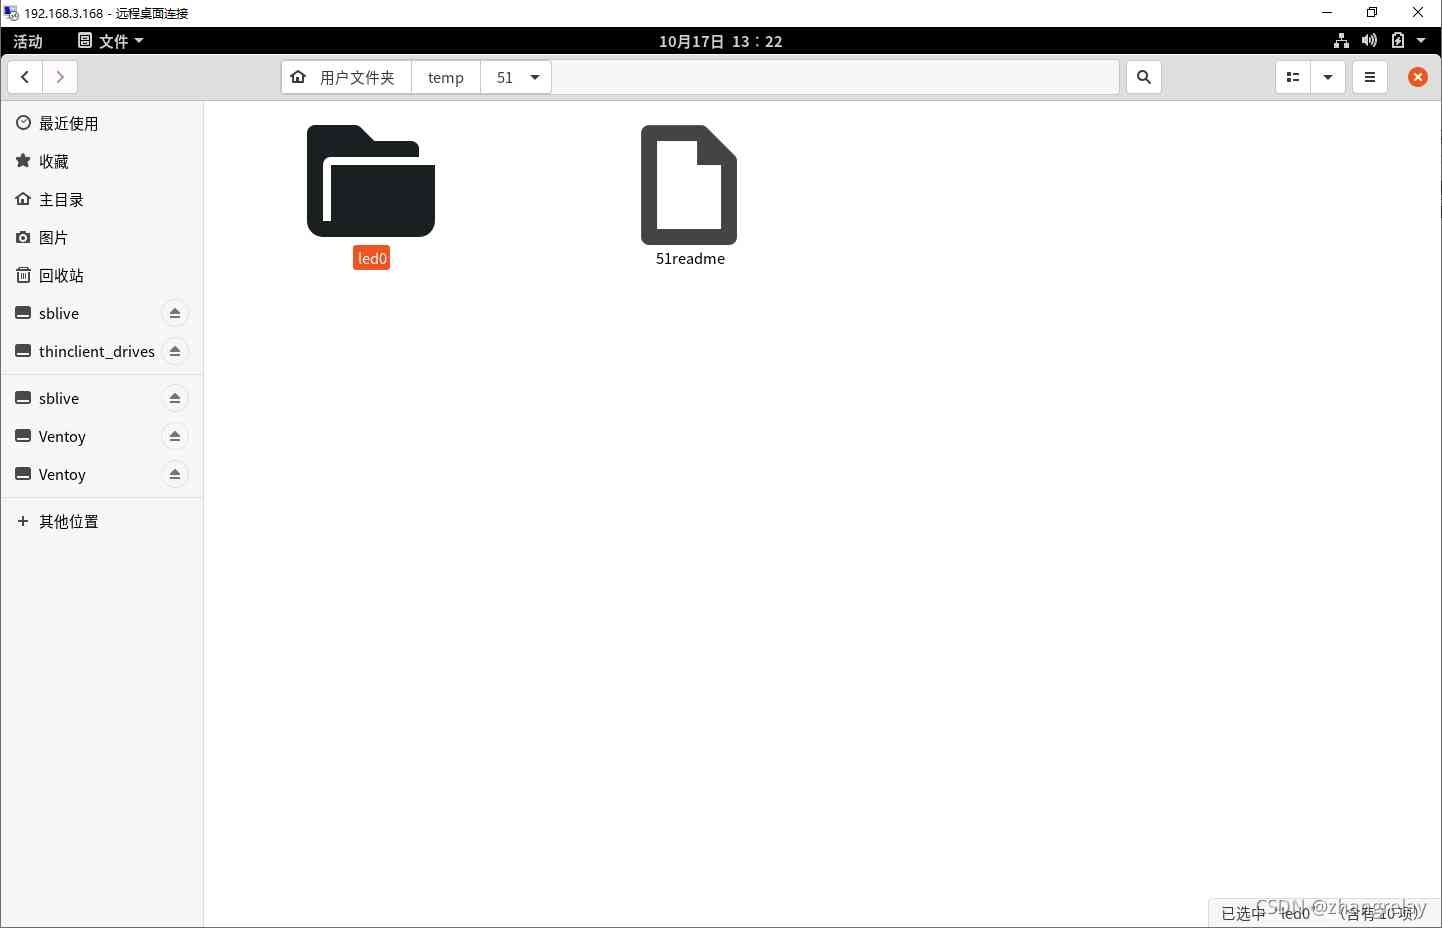 192.168.3.168 - 远程桌面连接
活动 文件 10月17日 13：22
用户文件夹 temp 51
最近使用
收藏
主目录
图片
回收站
sblive
thinclient_drives
sblive
Ventoy
Ventoy
其他位置
led0 51readme
已选中 "led0" （含有 10 项）
CSDN @zhangrelay